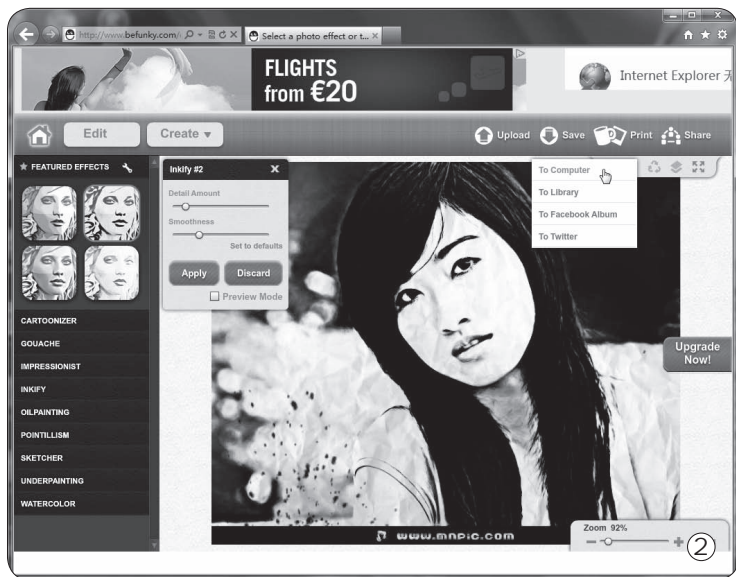 http://www.befunky.com/
Select a photo effect or t...
FLIGHTS
from €20
Internet Explorer 无
Edit
Create
Upload
Save
Print
Share
FEATURED EFFECTS
CARTOONIZER
GOUACHE
IMPRESSIONIST
INKIFY
OILPAINTING
POINTILLISM
SKETCHER
UNDERPAINTING
WATERCOLOR
Inkify #2
Detail Amount
Smoothness
Set to defaults
Apply Discard
Preview Mode
To Computer
To Library
To Facebook Album
To Twitter
Upgrade
Now!
www.mnpic.com
Zoom 92%
②